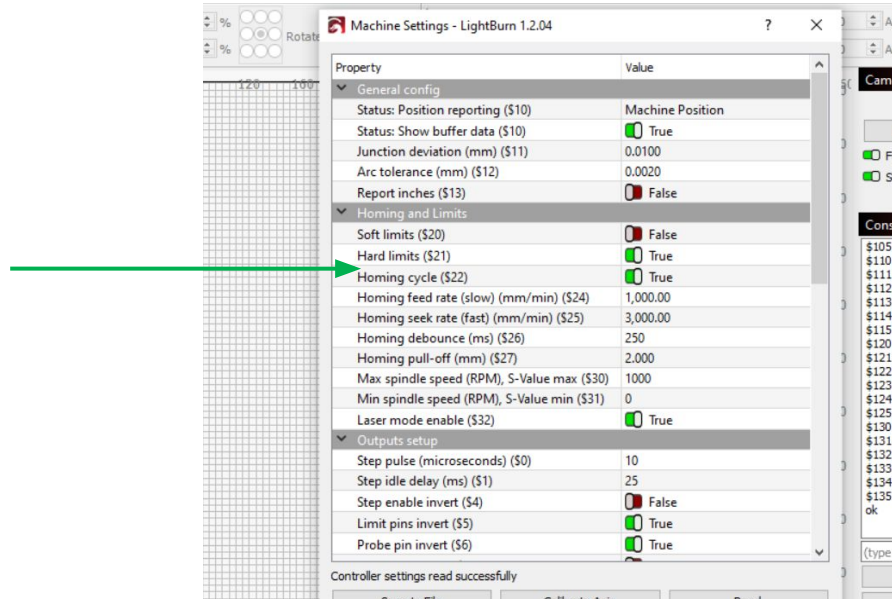 Machine Settings - LightBurn 1.2.04 ? ×
%
%
Rotate
120 160
Cam
Property Value
General config
Status: Position reporting ($10) Machine Position
Status: Show buffer data ($10) True
Junction deviation (mm) ($11) 0.0100
Arc tolerance (mm) ($12) 0.0020
Report inches ($13) False
Homing and Limits
Soft limits ($20) False
Hard limits ($21) True
Homing cycle ($22) True
Homing feed rate (slow) (mm/min) ($24) 1,000.00
Homing seek rate (fast) (mm/min) ($25) 3,000.00
Homing debounce (ms) ($26) 250
Homing pull-off (mm) ($27) 2.000
Max spindle speed (RPM), S-Value max ($30) 1000
Min spindle speed (RPM), S-Value min ($31) 0
Laser mode enable ($32) True
Outputs setup
Step pulse (microseconds) ($0) 10
Step idle delay (ms) ($1) 25
Step enable invert ($4) False
Limit pins invert ($5) True
Probe pin invert ($6) True
Controller settings read successfully
Cons
$105
$110
$111
$112
$113
$114
$115
$120
$121
$122
$123
$124
$125
$130
$131
$132
$133
$134
$135
ok
(type